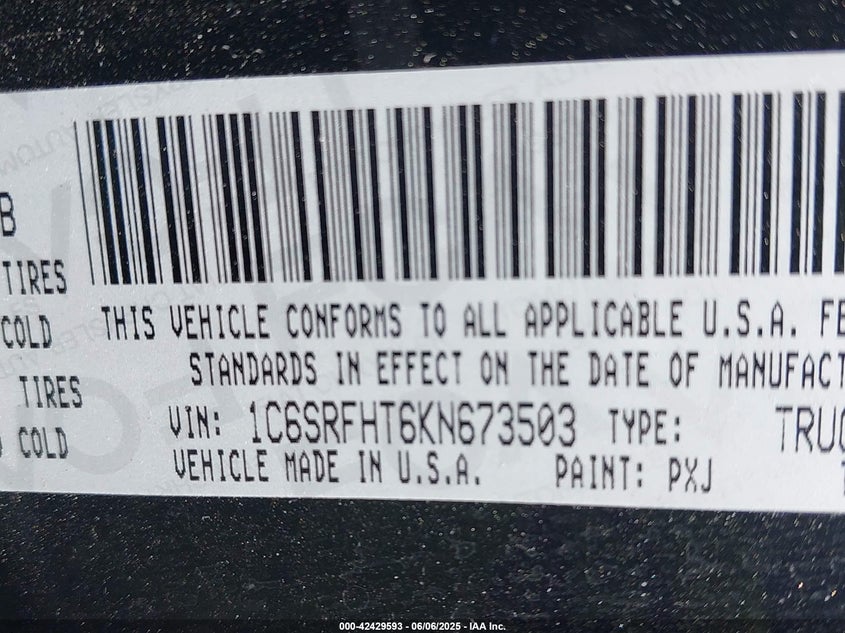 B
TIRES
COLD
TIRES
COLD
THIS VEHICLE CONFORMS TO ALL APPLICABLE U.S.A. FE
STANDARDS IN EFFECT ON THE DATE OF MANUFACT
VIN: 1C6SRFHT6KN673503 TYPE: TRUC
VEHICLE MADE IN U.S.A. PAINT: PXJ
000-42429593 - 06/06/2025 - IAA Inc.